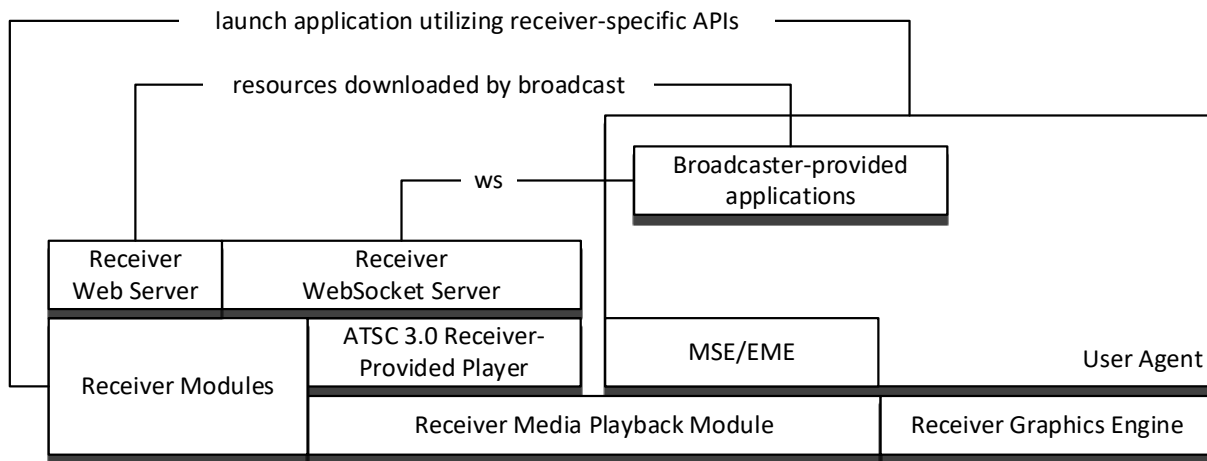 launch application utilizing receiver-specific APIs
resources downloaded by broadcast
Broadcaster-provided
applications
ws
Receiver
Web Server
Receiver
WebSocket Server
ATSC 3.0 Receiver-
Provided Player
MSE/EME
User Agent
Receiver Modules
Receiver Media Playback Module
Receiver Graphics Engine